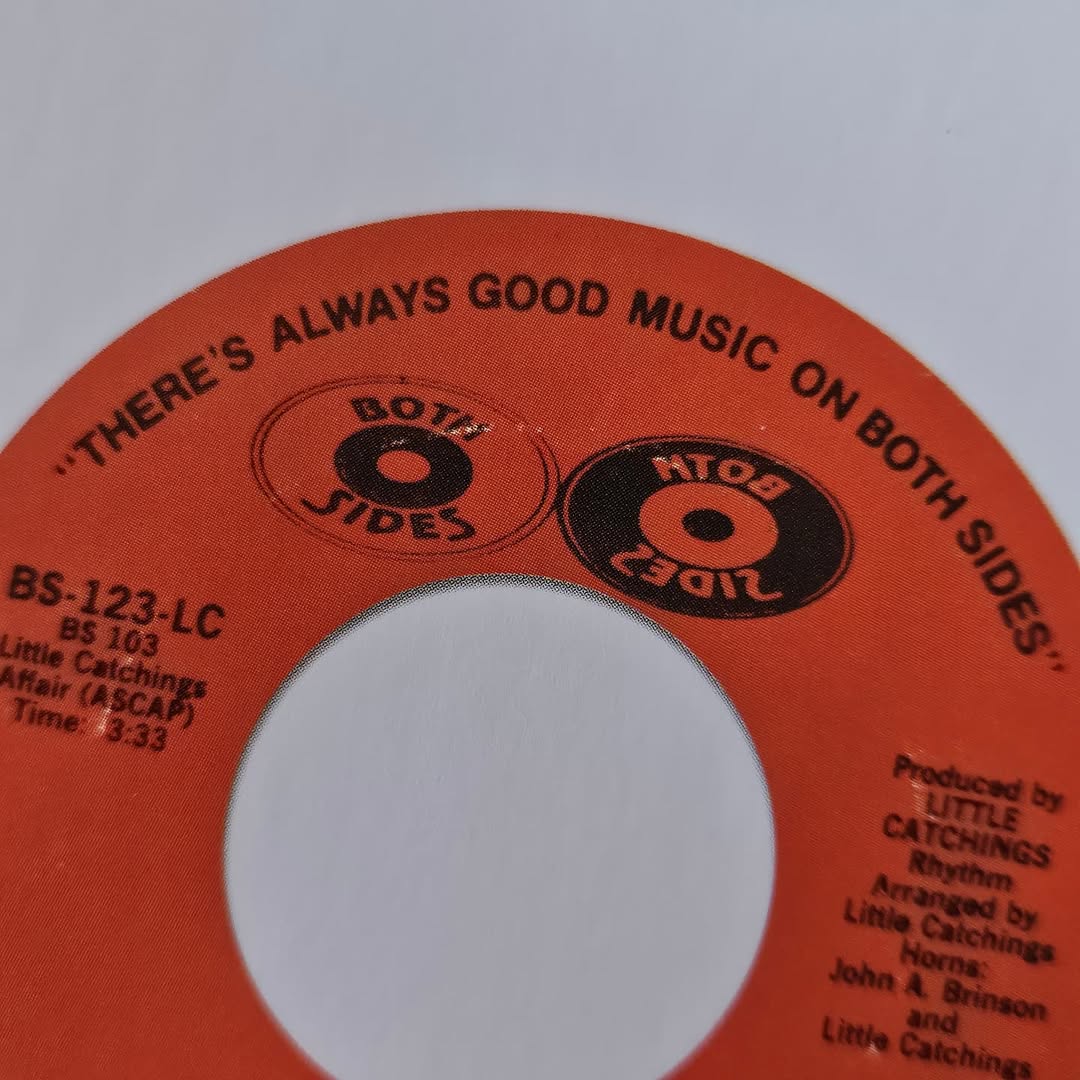 "THERE'S ALWAYS GOOD MUSIC ON BOTH SIDES"
BOTH
SIDES
BOTH
SIDES
BS-123-LC
BS 103
Little Catchings
Affair (ASCAP)
Time: 3:33
Produced by
LITTLE
CATCHINGS
Rhythm
Arranged by
Little Catchings
Horns:
John A. Brinson
and
Little Catchings